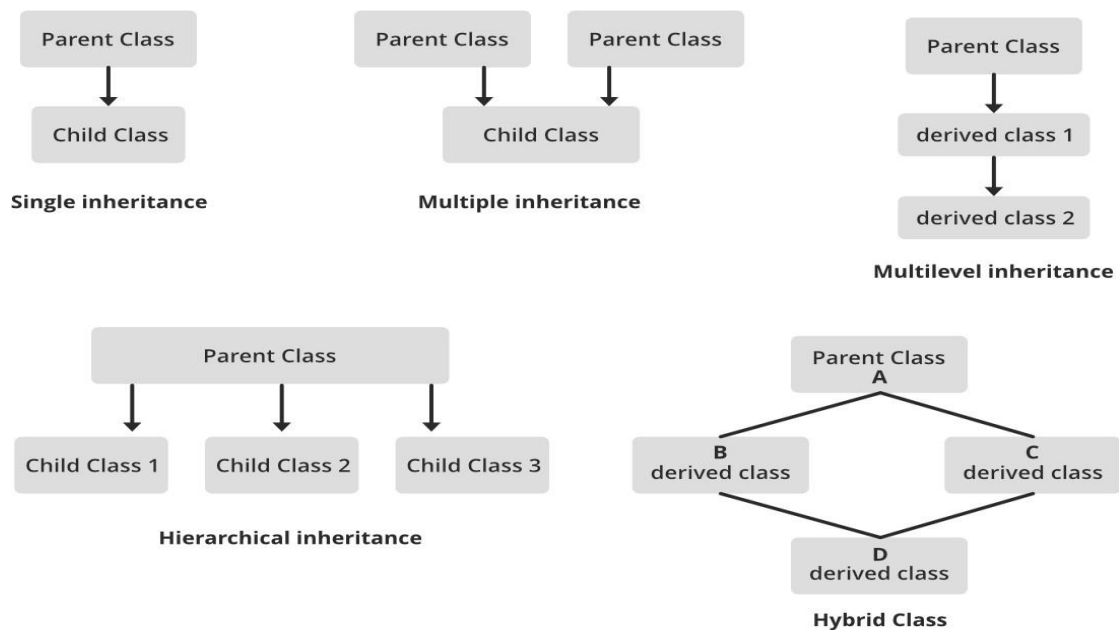 Parent Class
Child Class
Single inheritance
Parent Class
Parent Class
Child Class
Multiple inheritance
Parent Class
derived class 1
derived class 2
Multilevel inheritance
Parent Class
Child Class 1
Child Class 2
Child Class 3
Hierarchical inheritance
Parent Class
A
B
derived class
C
derived class
D
derived class
Hybrid Class